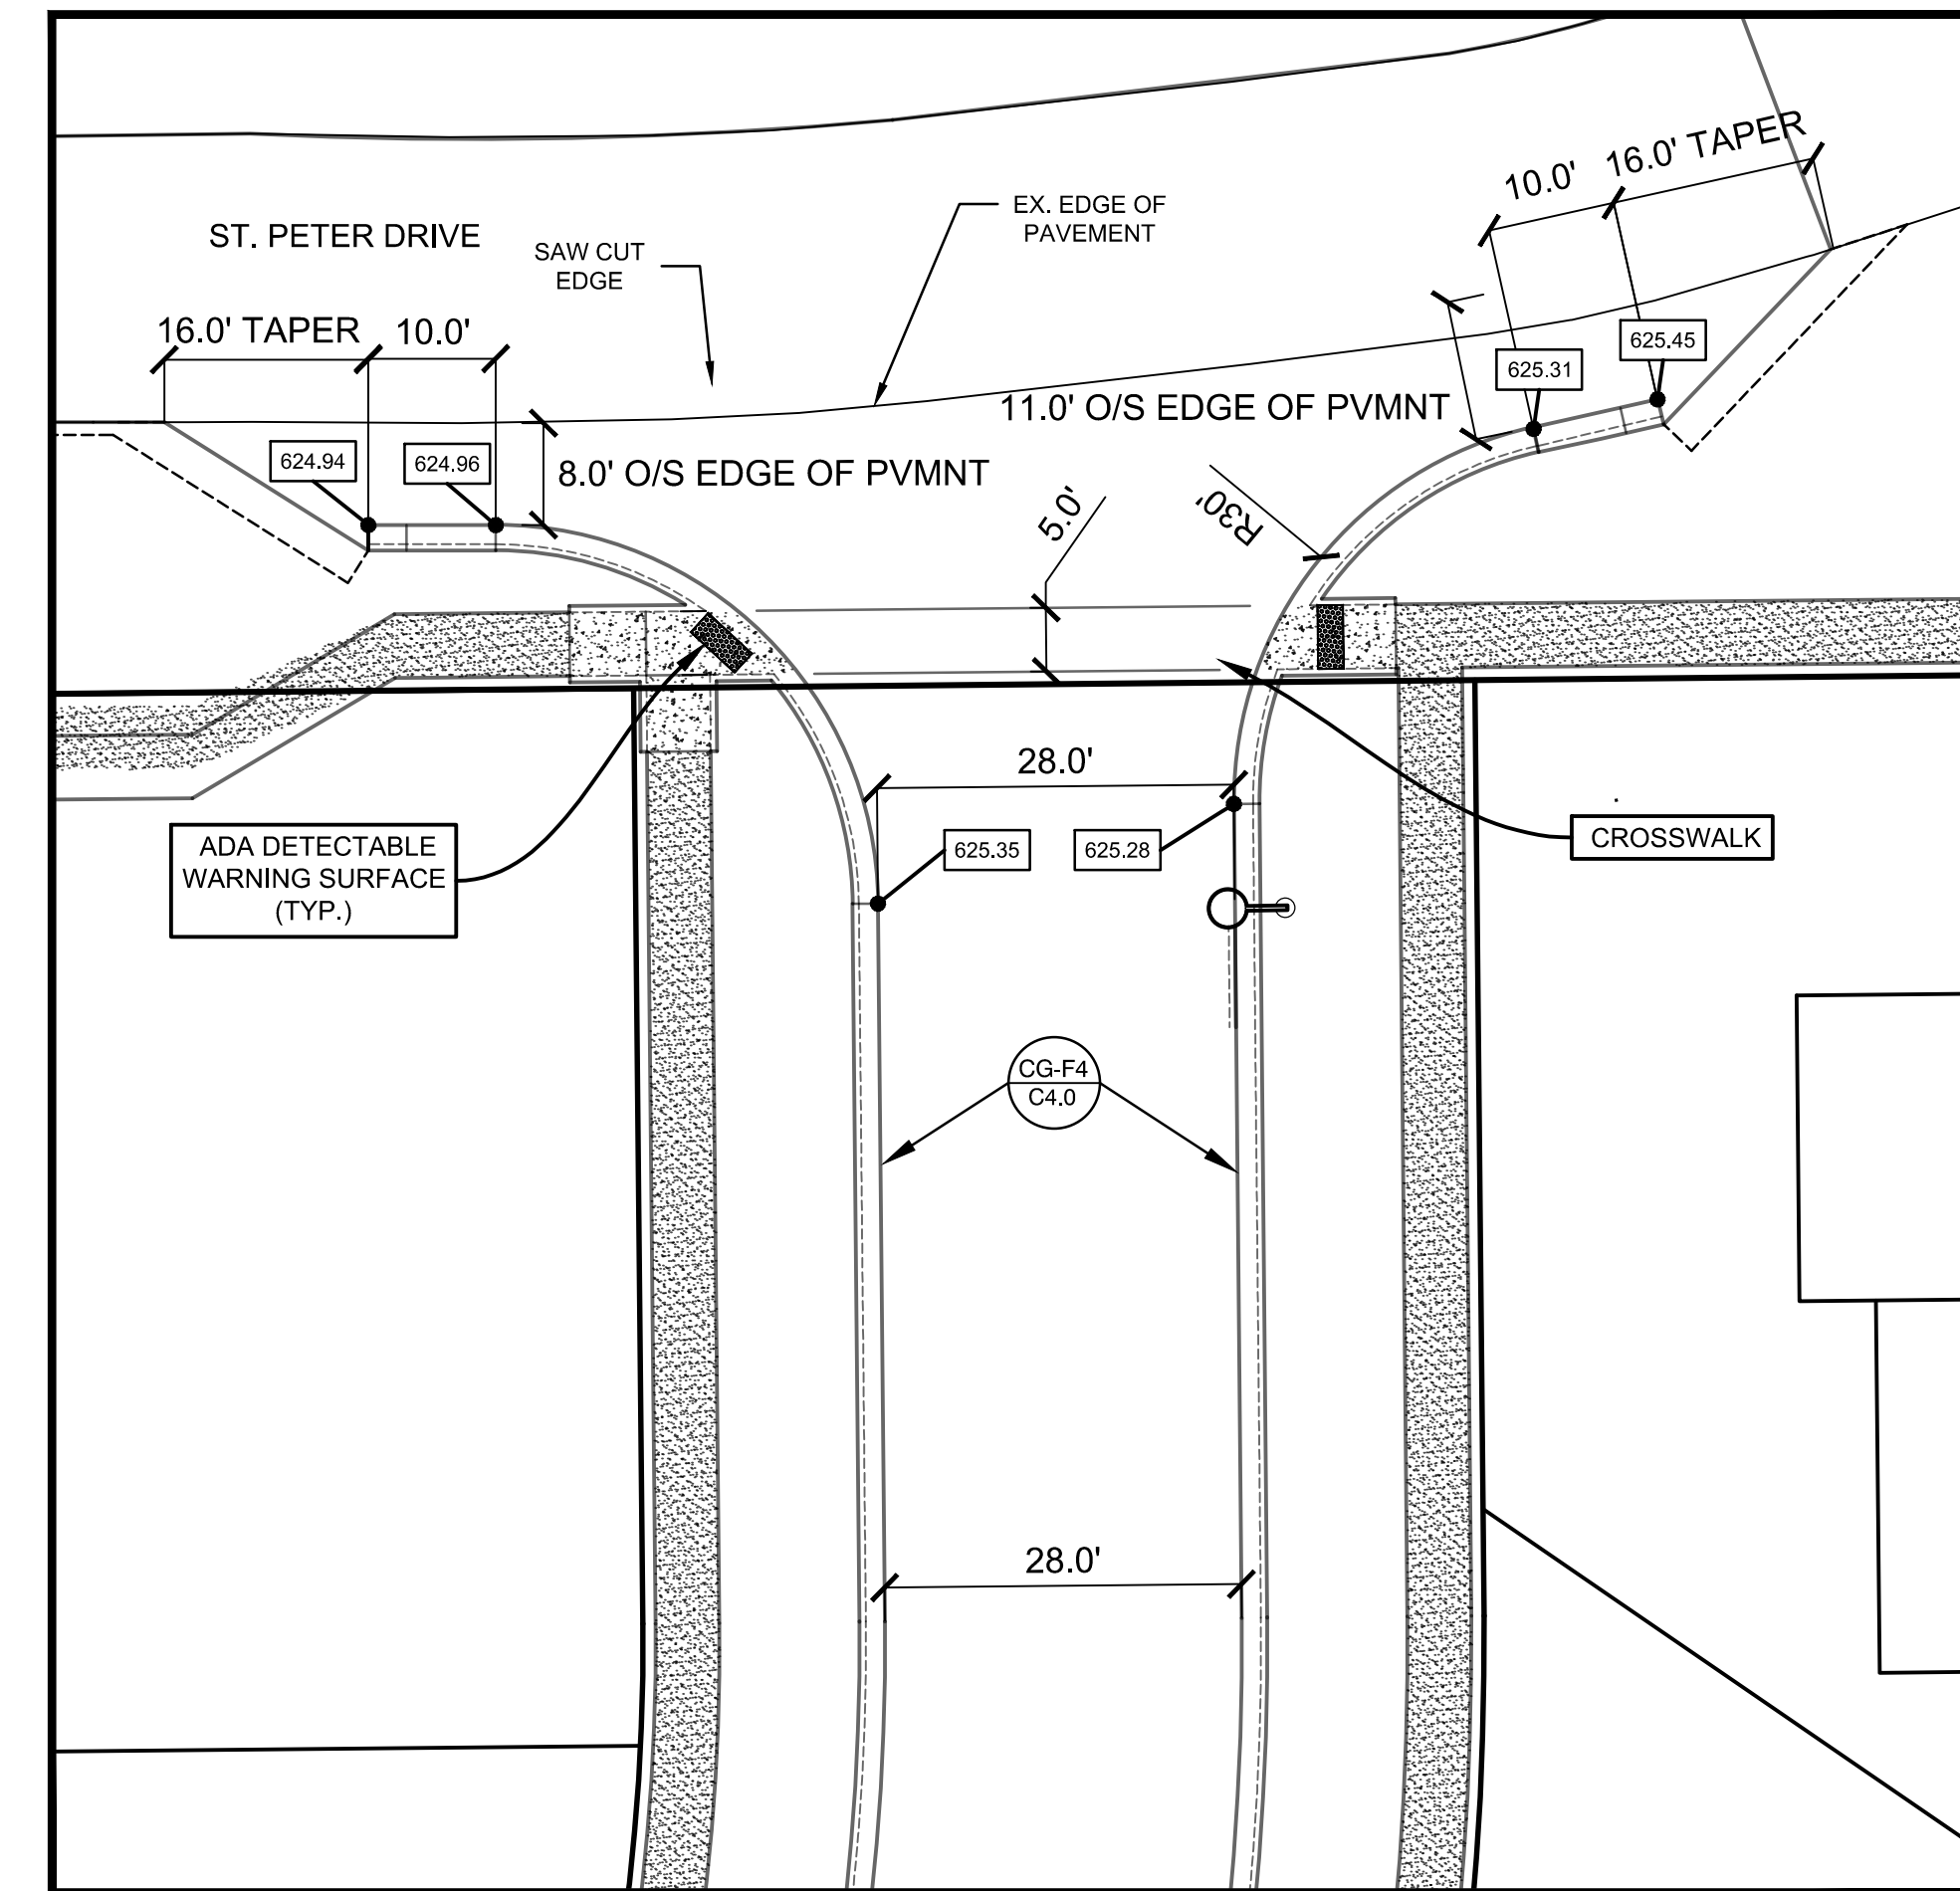 16.0' TAPER
10.0'
EX. EDGE OF
PAVEMENT
ST. PETER DRIVE
SAW CUT
EDGE
16.0' TAPER
10.0'
625.45
625.31
11.0' O/S EDGE OF PVMNT
624.94
624.96
8.0' O/S EDGE OF PVMNT
5.0'
R30'
28.0'
ADA DETECTABLE
WARNING SURFACE
(TYP.)
625.35
625.28
CROSSWALK
CG-F4
C4.0
28.0'